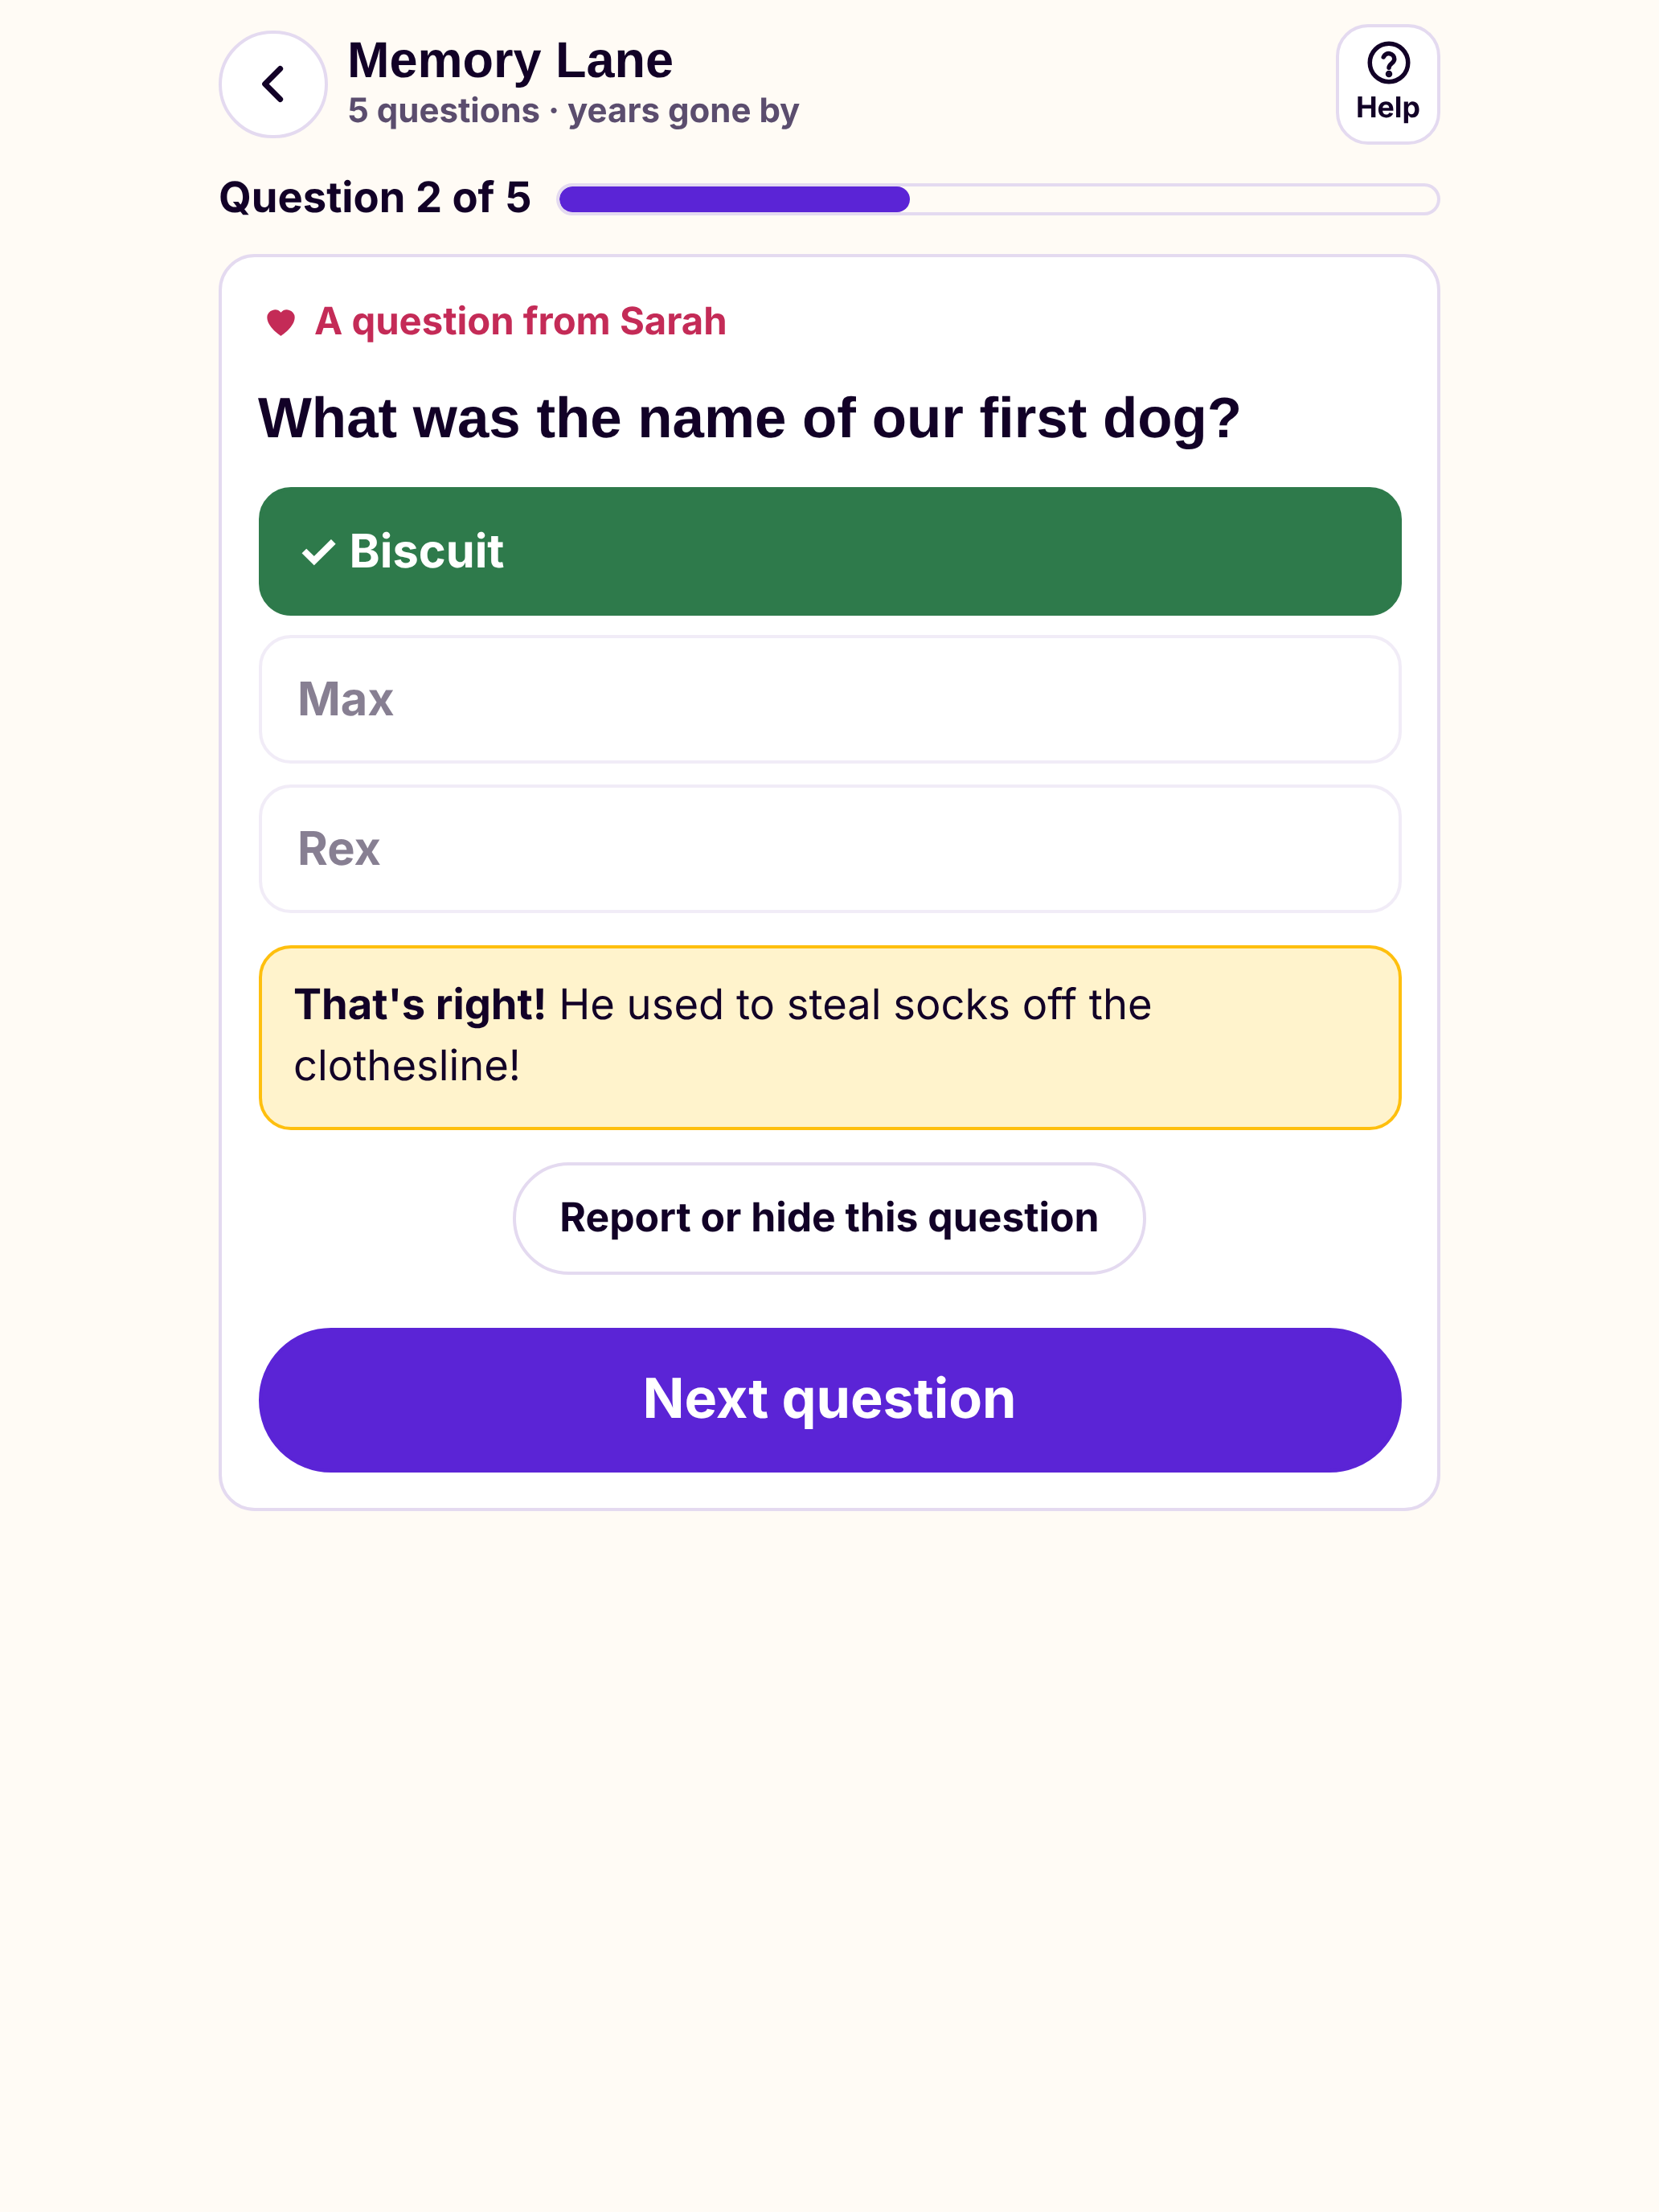 Memory Lane
5 questions · years gone by
Help
Question 2 of 5
A question from Sarah
What was the name of our first dog?
Biscuit
Max
Rex
That's right! He used to steal socks off the
clothesline!
Report or hide this question
Next question